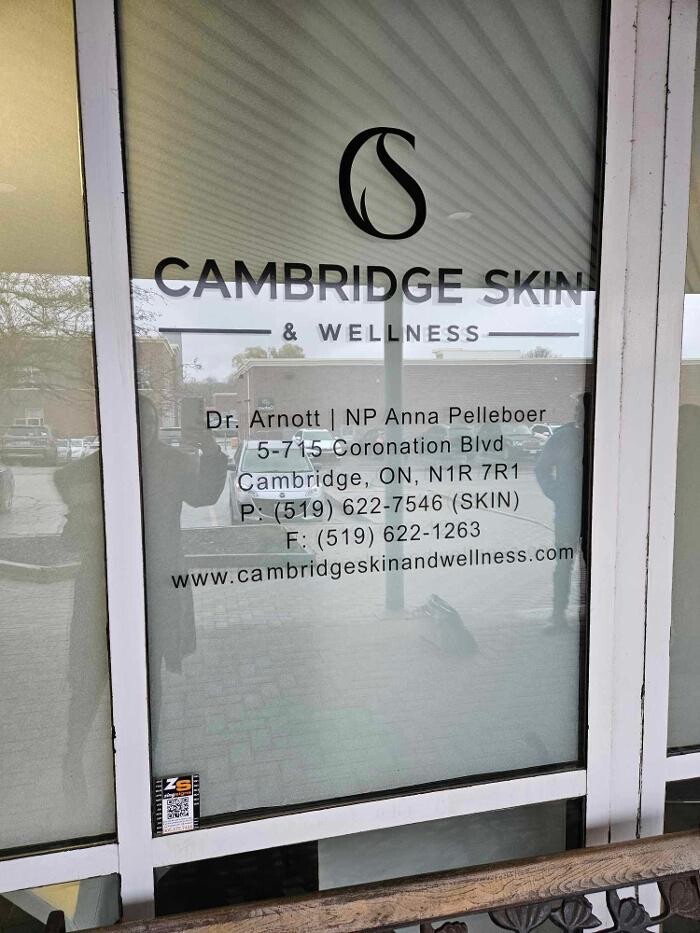 CAMBRIDGE SKIN
& WELLNESS
Dr. Arnott | NP Anna Pelleboer
5-715 Coronation Blvd
Cambridge, ON, N1R 7R1
P: (519) 622-7546 (SKIN)
F: (519) 622-1263
www.cambridgeskinandwellness.com
ZS